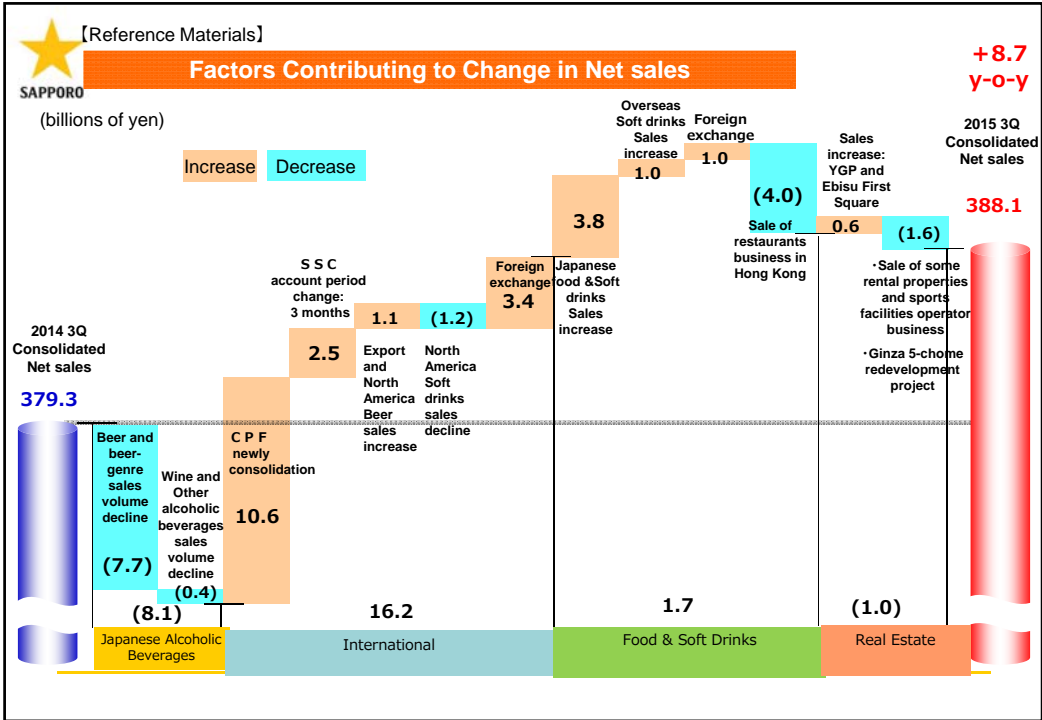 【Reference Materials】
SAPPORO
Factors Contributing to Change in Net sales
+8.7
y-o-y
(billions of yen)
Increase
Decrease
2014 3Q
Consolidated
Net sales
379.3
Beer and
beer-
genre
sales
volume
decline
(7.7)
Wine and
Other
alcoholic
beverages
sales
volume
decline
(0.4)
(8.1)
Japanese Alcoholic
Beverages
C P F
newly
consolidation
10.6
S S C
account period
change:
3 months
2.5
1.1
Export
and
North
America
Beer
sales
increase
(1.2)
North
America
Soft
drinks
sales
decline
Foreign
exchange
3.4
16.2
International
3.8
Japanese
food &Soft
drinks
Sales
increase
Overseas
Soft drinks
Sales
increase
1.0
Foreign
exchange
1.0
(4.0)
Sale of
restaurants
business in
Hong Kong
1.7
Food & Soft Drinks
Sales
increase:
YGP and
Ebisu First
Square
0.6
(1.6)
・Sale of some
rental properties
and sports
facilities operator
business
・Ginza 5-chome
redevelopment
project
(1.0)
Real Estate
2015 3Q
Consolidated
Net sales
388.1